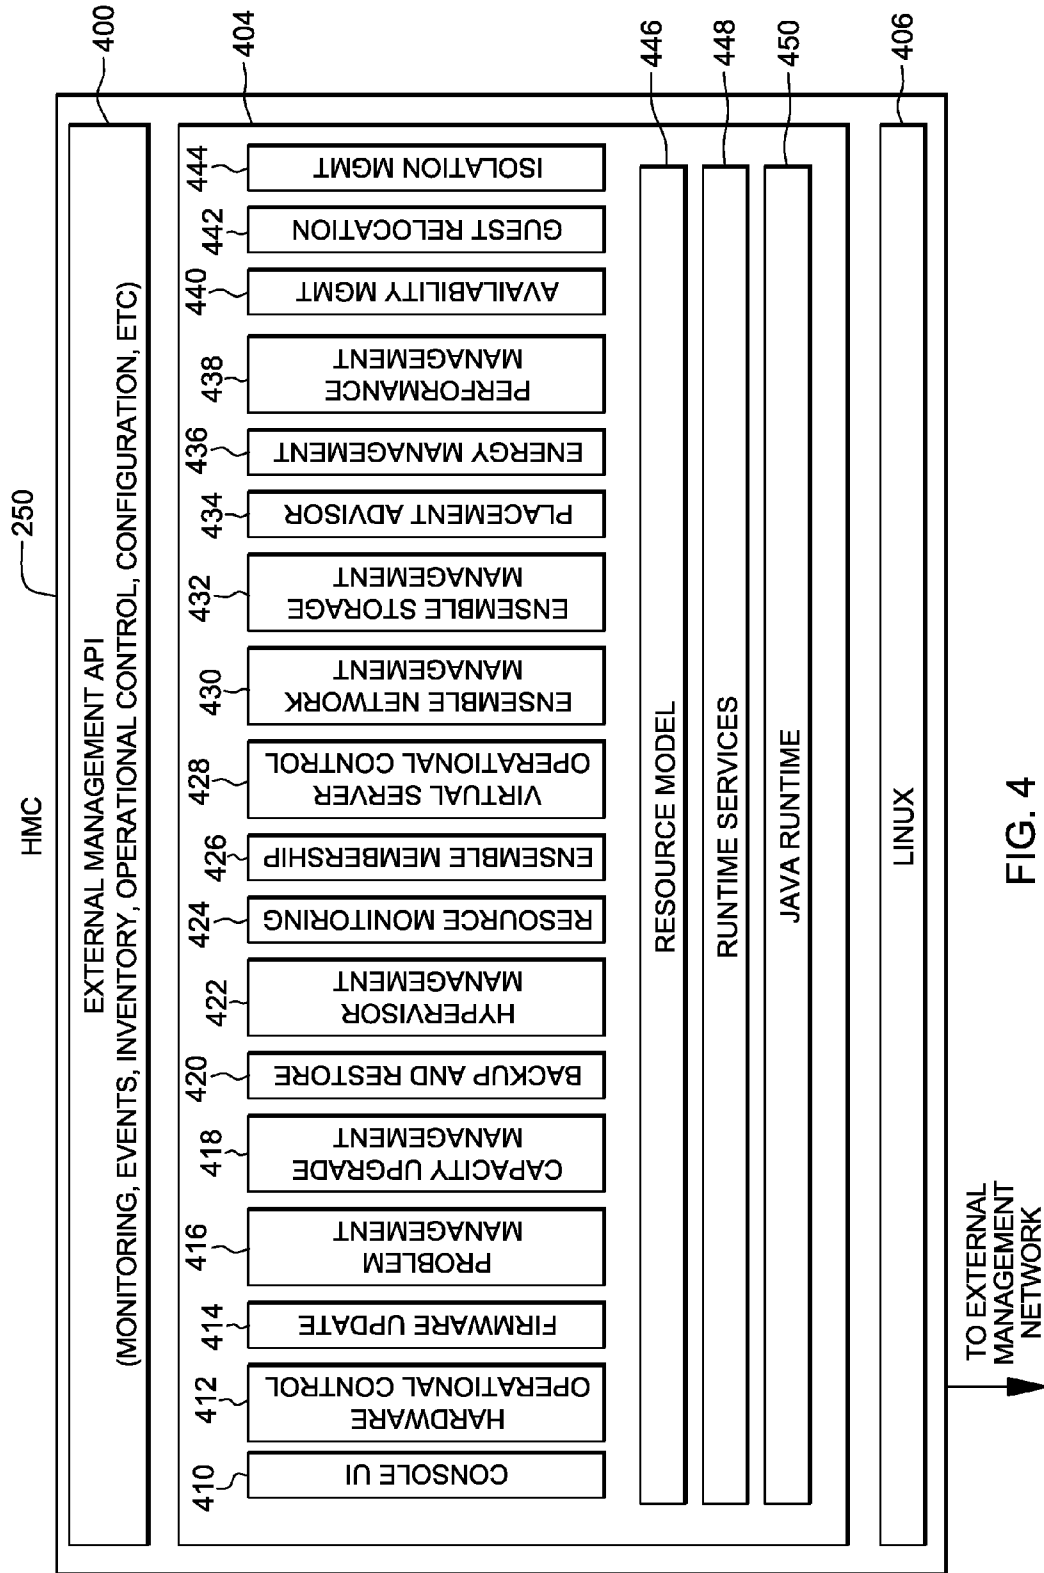 HMC
250
EXTERNAL MANAGEMENT API
(MONITORING, EVENTS, INVENTORY, OPERATIONAL CONTROL, CONFIGURATION, ETC)
400
404
410
CONSOLE UI
412
HARDWARE
OPERATIONAL CONTROL
414
FIRMWARE UPDATE
416
PROBLEM
MANAGEMENT
418
CAPACITY UPGRADE
MANAGEMENT
420
BACKUP AND RESTORE
422
HYPERVISOR
MANAGEMENT
424
RESOURCE MONITORING
426
ENSEMBLE MEMBERSHIP
428
VIRTUAL SERVER
OPERATIONAL CONTROL
430
ENSEMBLE NETWORK
MANAGEMENT
432
ENSEMBLE STORAGE
MANAGEMENT
434
PLACEMENT ADVISOR
436
ENERGY MANAGEMENT
438
PERFORMANCE
MANAGEMENT
440
AVAILABILITY MGMT
442
GUEST RELOCATION
444
ISOLATION MGMT
RESOURCE MODEL
446
RUNTIME SERVICES
448
JAVA RUNTIME
450
LINUX
406
TO EXTERNAL
MANAGEMENT
NETWORK
FIG. 4